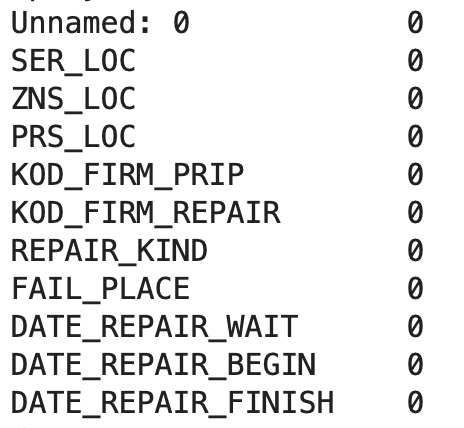 Unnamed: 0 0
SER_LOC 0
ZNS_LOC 0
PRS_LOC 0
KOD_FIRM_PRIP 0
KOD_FIRM_REPAIR 0
REPAIR_KIND 0
FAIL_PLACE 0
DATE_REPAIR_WAIT 0
DATE_REPAIR_BEGIN 0
DATE_REPAIR_FINISH 0